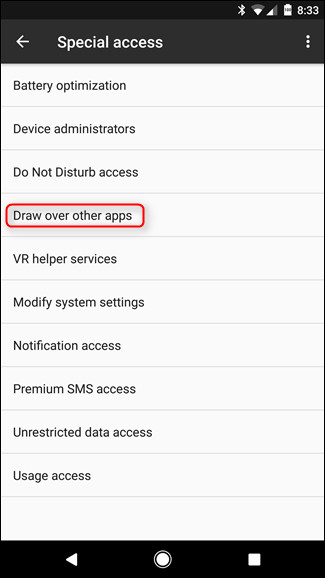 8:33
Special access
Battery optimization
Device administrators
Do Not Disturb access
Draw over other apps
VR helper services
Modify system settings
Notification access
Premium SMS access
Unrestricted data access
Usage access